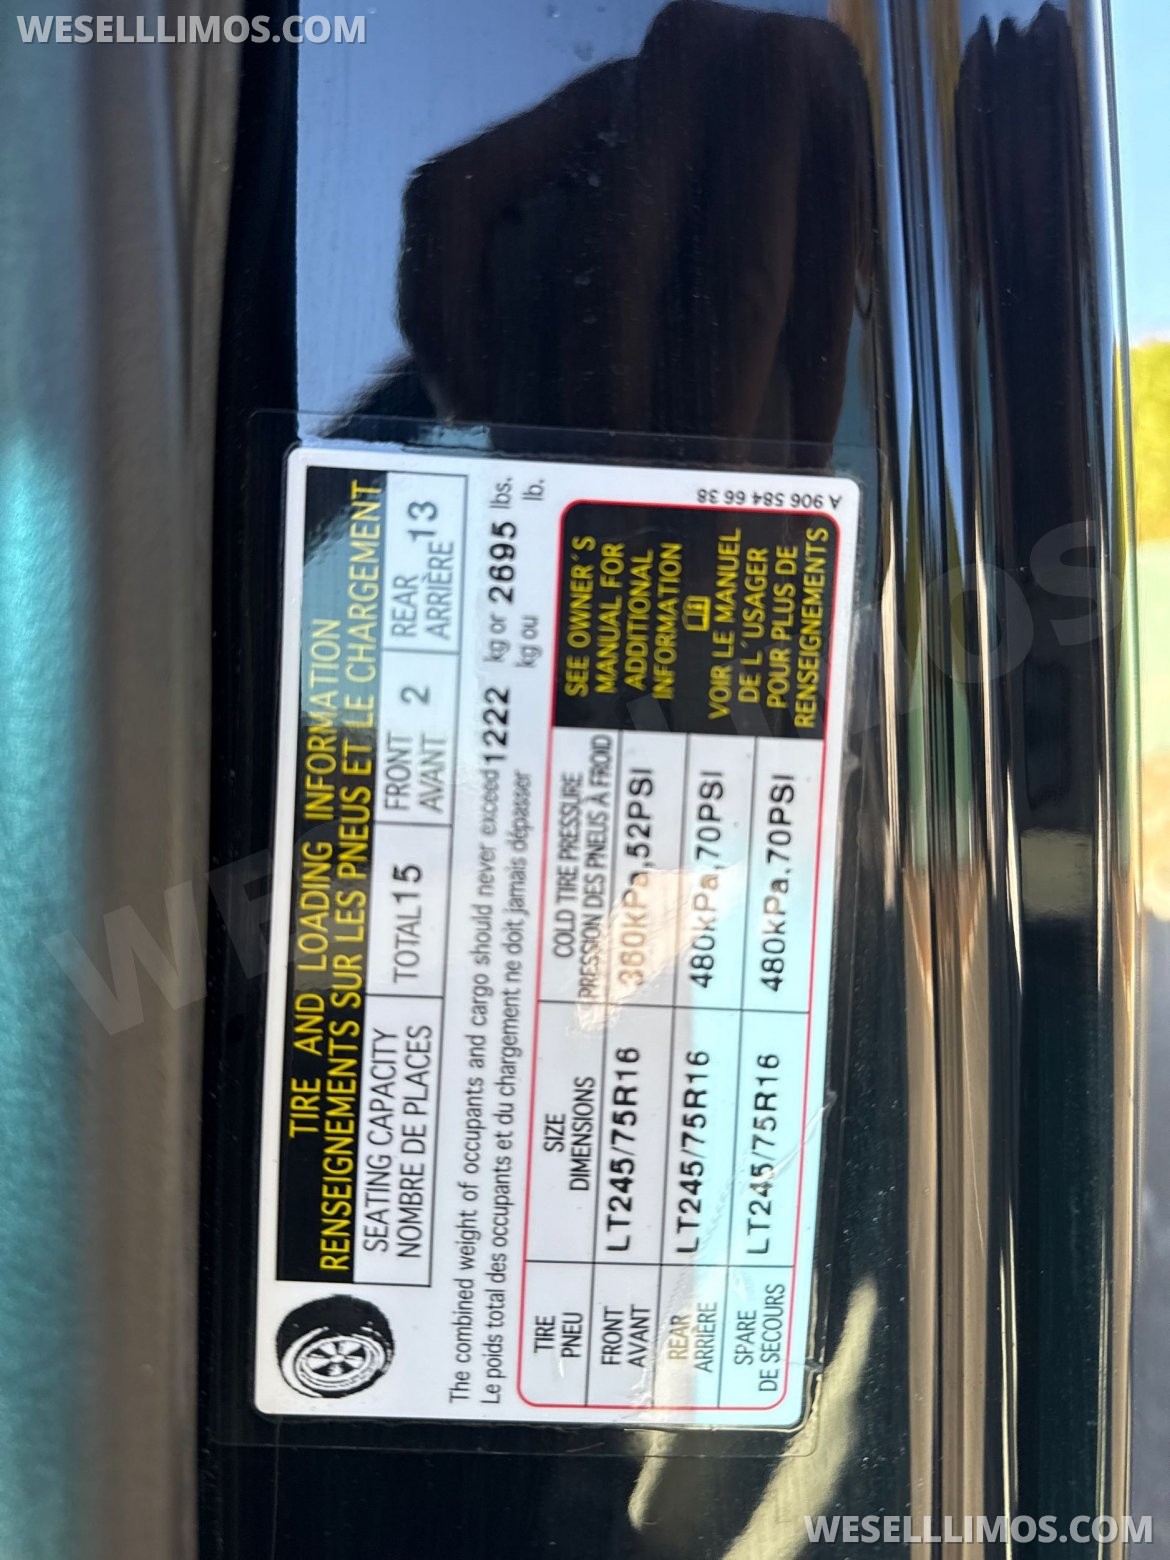 WESELLLIMOS.COM
TIRE AND LOADING INFORMATION
RENSEIGNEMENTS SUR LES PNEUS ET LE CHARGEMENT
SEATING CAPACITY
NOMBRE DE PLACES
TOTAL 15
FRONT
AVANT
2
REAR
ARRIÈRE
13
The combined weight of occupants and cargo should never exceed 1222 kg or 2695 lbs.
Le poids total des occupants et du chargement ne doit jamais dépasser kg ou lb.
TIRE
PNEU
SIZE
DIMENSIONS
COLD TIRE PRESSURE
PRESSION DES PNEUS À FROID
FRONT
AVANT
LT245/75R16
360kPa,52PSI
REAR
ARRIÈRE
LT245/75R16
480kPa,70PSI
SPARE
DE SECOURS
LT245/75R16
480kPa,70PSI
SEE OWNER'S
MANUAL FOR
ADDITIONAL
INFORMATION
VOIR LE MANUEL
DE L'USAGER
POUR PLUS DE
RENSEIGNEMENTS
A 906 584 66 38
WESELLLIMOS
WESELLLIMOS.COM